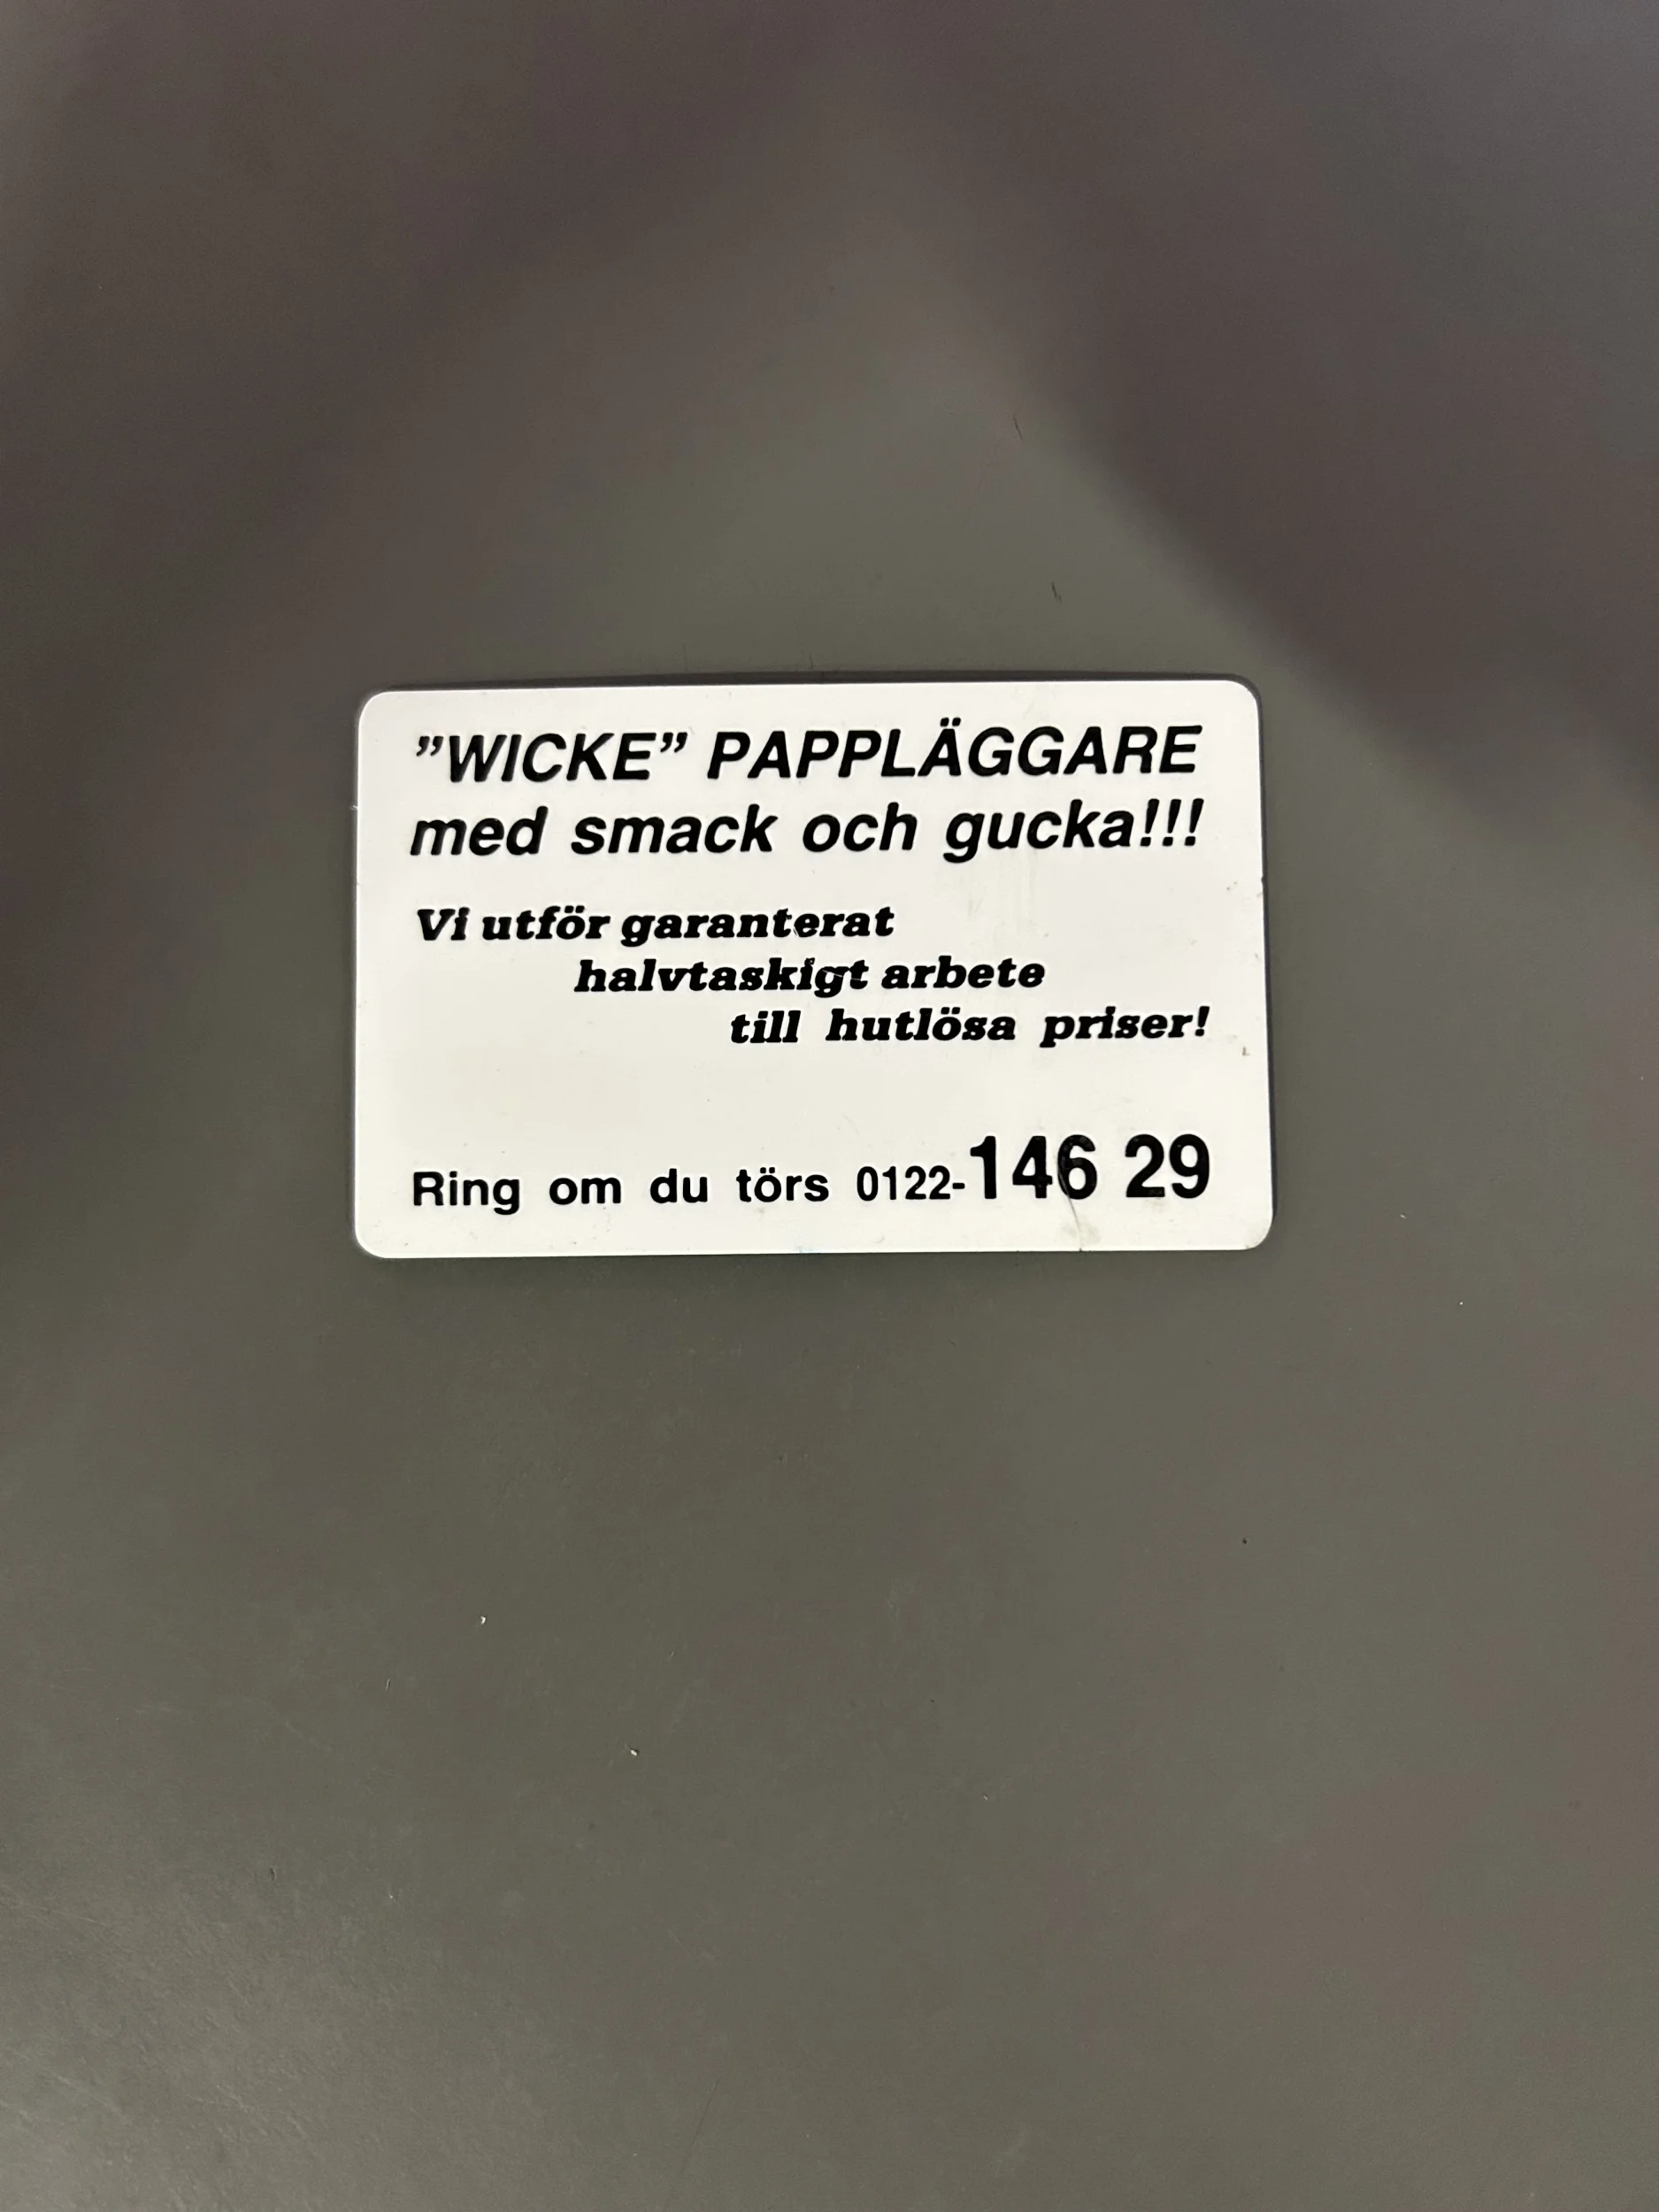 ”WICKE” PAPPLÄGGARE
med smack och gucka!!!
Vi utför garanterat
halvtaskigt arbete
till hutlösa priser!
Ring om du törs 0122-146 29